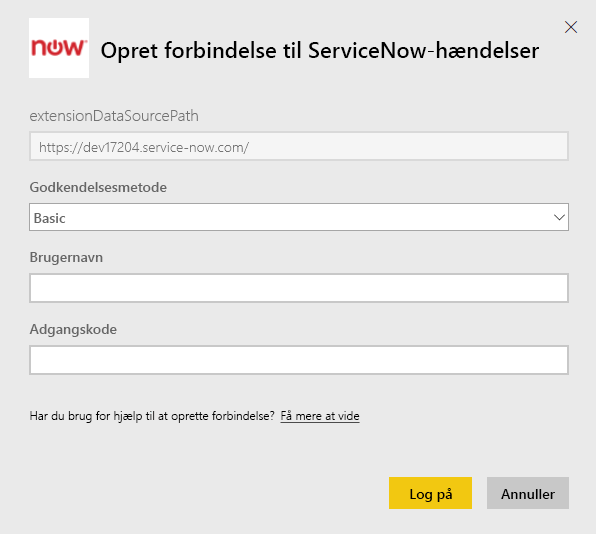 now
Opret forbindelse til ServiceNow-hændelser
extensionDataSourcePath
https://dev17204.service-now.com/
Godkendelsesmetode
Basic
Brugernavn
Adgangskode
Har du brug for hjælp til at oprette forbindelse? Få mere at vide
Log på Annuller